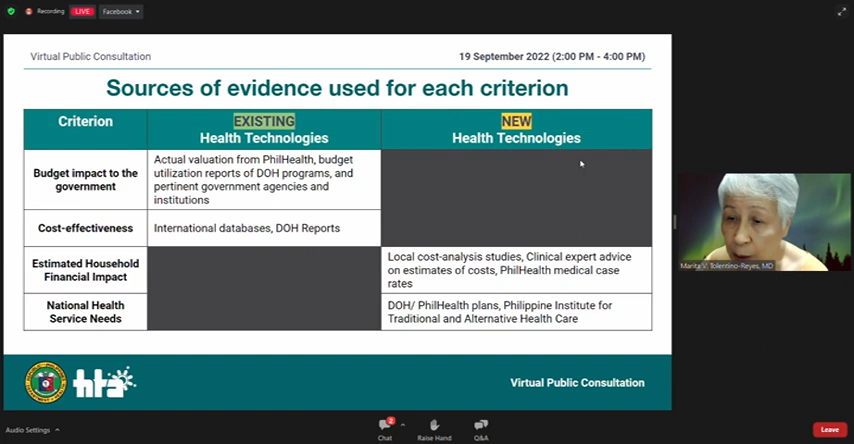 Recording LIVE Facebook
Virtual Public Consultation 19 September 2022 (2:00 PM - 4:00 PM)
Sources of evidence used for each criterion
Criterion
EXISTING
Health Technologies
NEW
Health Technologies
Budget impact to the
government
Actual valuation from PhilHealth, budget
utilization reports of DOH programs, and
pertinent government agencies and
institutions
Cost-effectiveness
International databases, DOH Reports
Estimated Household
Financial Impact
Local cost-analysis studies, Clinical expert advice
on estimates of costs, PhilHealth medical case
rates
National Health
Service Needs
DOH/ PhilHealth plans, Philippine Institute for
Traditional and Alternative Health Care
Marita V. Tolentino-Reyes, MD
hta
Virtual Public Consultation
Audio Settings
2
Chat
Raise Hand
Q&A
Leave